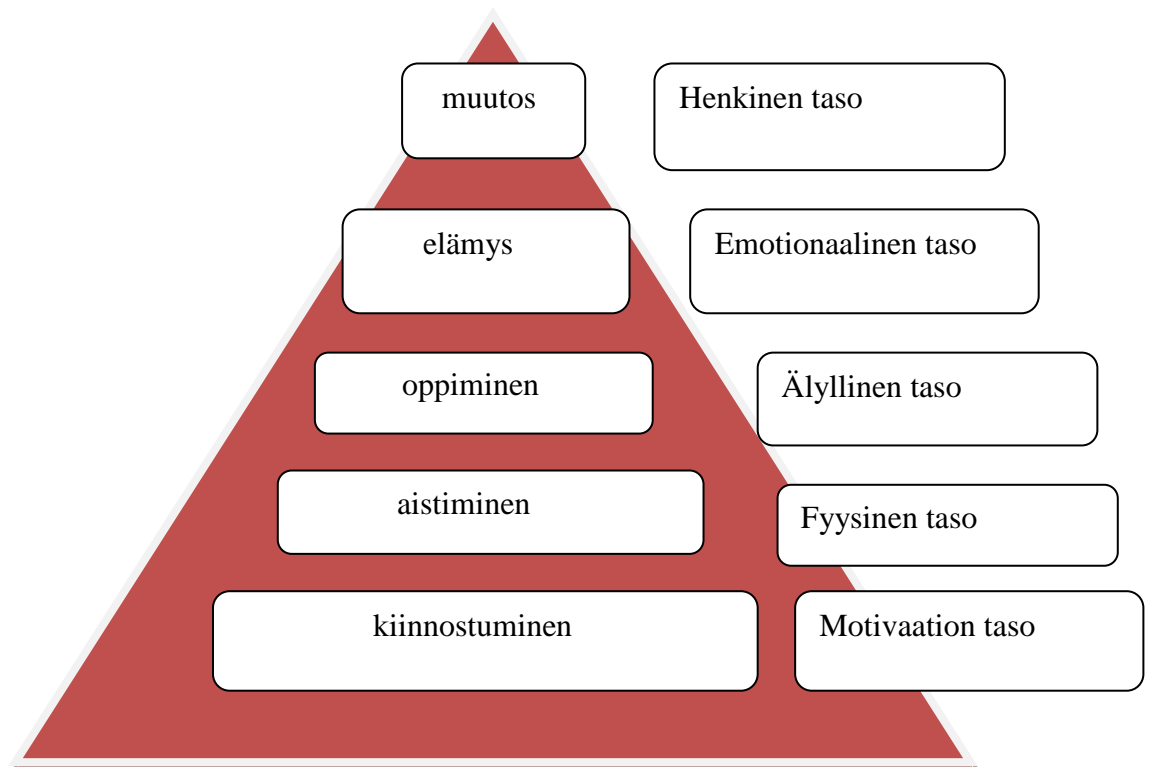 muutos
Henkinen taso
elämys
Emotionaalinen taso
oppiminen
Älyllinen taso
aistiminen
Fyysinen taso
kiinnostuminen
Motivaation taso